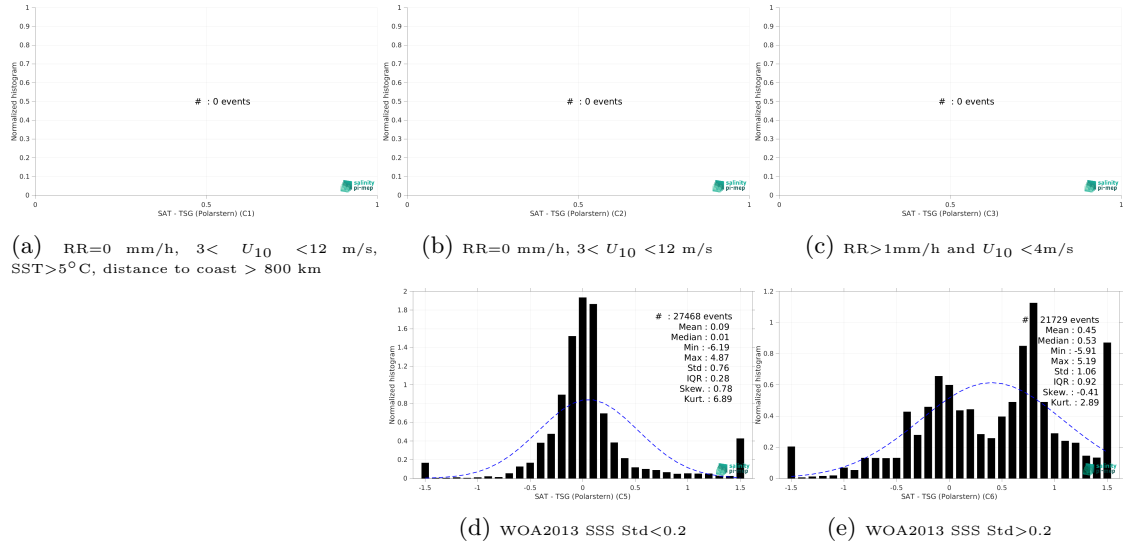 1
0.9
0.8
0.7
0.6
0.5
0.4
0.3
0.2
0.1
0
Normalized histogram
# : 0 events
salinity
pi-mep
0 0.5 1
SAT - TSG (Polarstern) (C1)
1
0.9
0.8
0.7
0.6
0.5
0.4
0.3
0.2
0.1
0
Normalized histogram
# : 0 events
salinity
pi-mep
0 0.5 1
SAT - TSG (Polarstern) (C2)
1
0.9
0.8
0.7
0.6
0.5
0.4
0.3
0.2
0.1
0
Normalized histogram
# : 0 events
salinity
pi-mep
0 0.5 1
SAT - TSG (Polarstern) (C3)
(a) RR=0 mm/h, 3< U10 <12 m/s,
SST>5°C, distance to coast > 800 km
(b) RR=0 mm/h, 3< U10 <12 m/s
(c) RR>1mm/h and U10 <4m/s
2
1.8
1.6
1.4
1.2
1
0.8
0.6
0.4
0.2
0
Normalized histogram
# : 27468 events
Mean : 0.09
Median : 0.01
Min : -6.19
Max : 4.87
Std : 0.76
IQR : 0.28
Skew. : 0.78
Kurt. : 6.89
salinity
pi-mep
-1.5 -1 -0.5 0 0.5 1 1.5
SAT - TSG (Polarstern) (C5)
1.2
1
0.8
0.6
0.4
0.2
0
Normalized histogram
# : 21729 events
Mean : 0.45
Median : 0.53
Min : -5.91
Max : 5.19
Std : 1.06
IQR : 0.92
Skew. : -0.41
Kurt. : 2.89
-1.5 -1 -0.5 0 0.5 1 1.5
SAT - TSG (Polarstern) (C6)
(d) WOA2013 SSS Std<0.2
(e) WOA2013 SSS Std>0.2